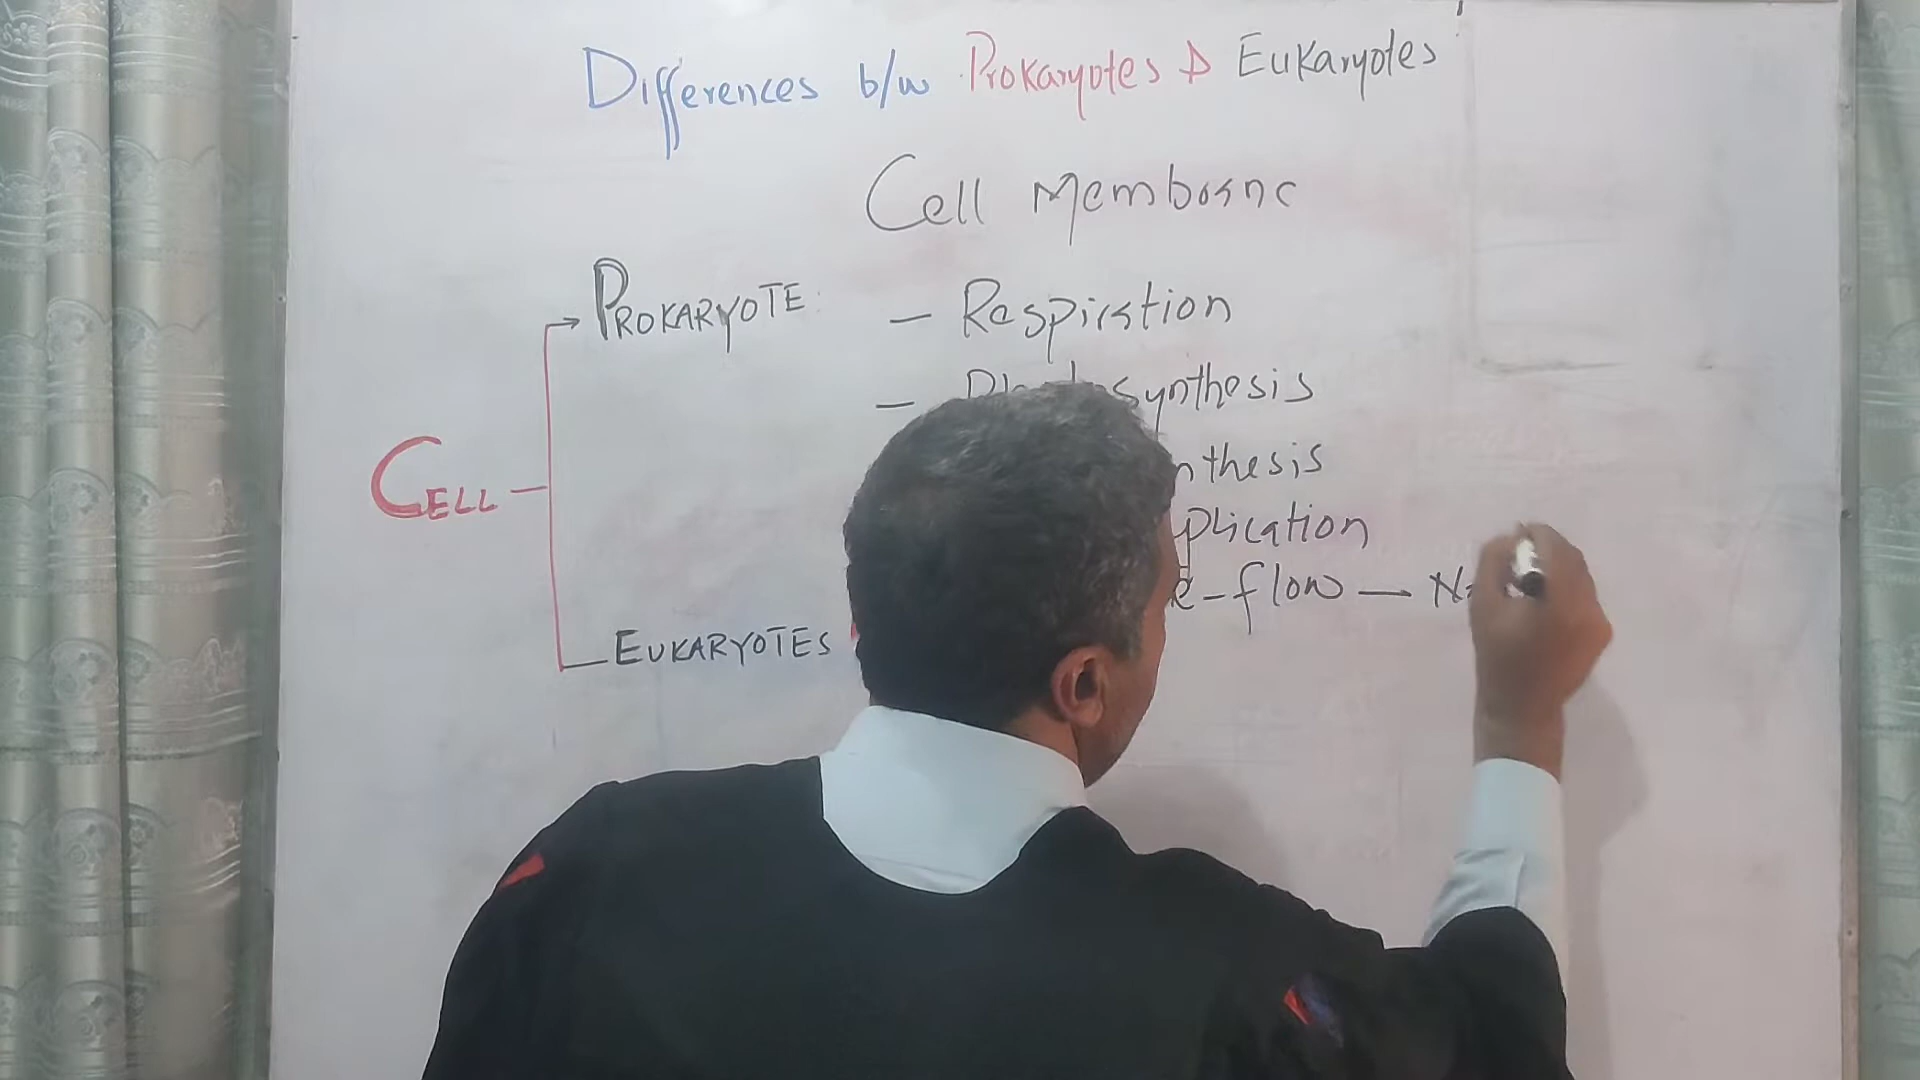 Differences b/w Prokaryotes & Eukaryotes
Cell Membrane
PROKARYOTE:
- Respiration
- Photosynthesis
CELL
nthesis
plication
e-flow -
EUKARYOTES